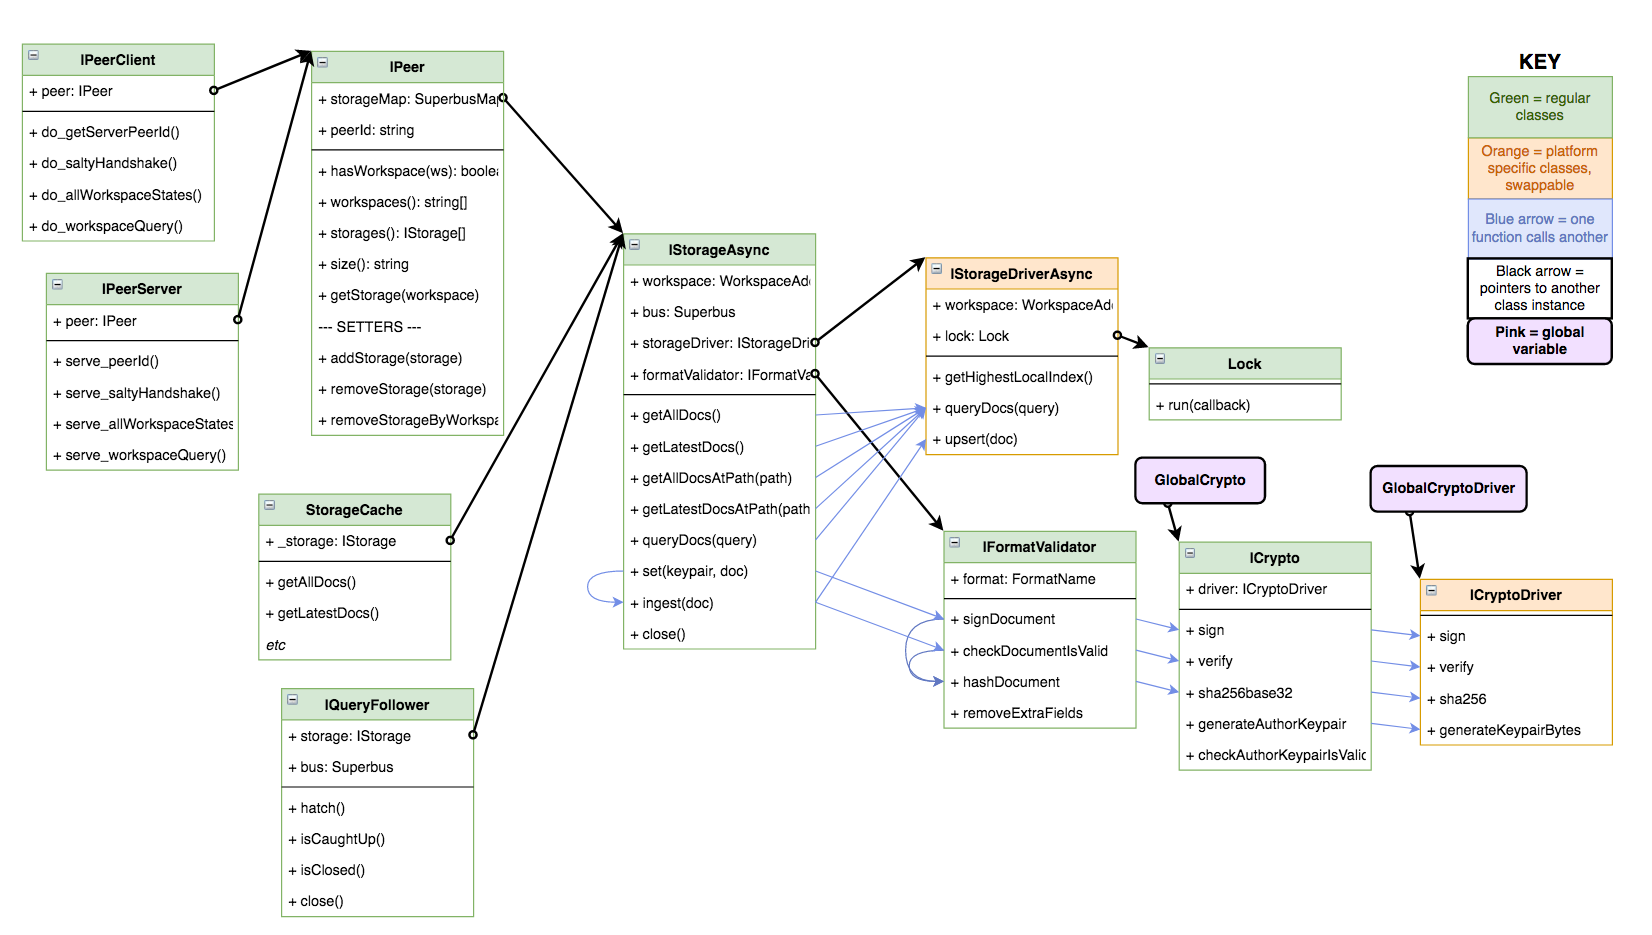 IPeerClient
+ peer: IPeer
+ do_getServerPeerId()
+ do_saltyHandshake()
+ do_allWorkspaceStates()
+ do_workspaceQuery()
IPeerServer
+ peer: IPeer
+ serve_peerId()
+ serve_saltyHandshake()
+ serve_allWorkspaceStates
+ serve_workspaceQuery()
IPeer
+ storageMap: SuperbusMap
+ peerId: string
+ hasWorkspace(ws): boolea
+ workspaces(): string[]
+ storages(): IStorage[]
+ size(): string
+ getStorage(workspace)
--- SETTERS ---
+ addStorage(storage)
+ removeStorage(storage)
+ removeStorageByWorkspa
StorageCache
+ _storage: IStorage
+ getAllDocs()
+ getLatestDocs()
etc
IQueryFollower
+ storage: IStorage
+ bus: Superbus
+ hatch()
+ isCaughtUp()
+ isClosed()
+ close()
IStorageAsync
+ workspace: WorkspaceAdd
+ bus: Superbus
+ storageDriver: IStorageDri
+ formatValidator: IFormatVa
+ getAllDocs()
+ getLatestDocs()
+ getAllDocsAtPath(path)
+ getLatestDocsAtPath(path
+ queryDocs(query)
+ set(keypair, doc)
+ ingest(doc)
+ close()
IStorageDriverAsync
+ workspace: WorkspaceAdd
+ lock: Lock
+ getHighestLocalIndex()
+ queryDocs(query)
+ upsert(doc)
Lock
+ run(callback)
IFormatValidator
+ format: FormatName
+ signDocument
+ checkDocumentIsValid
+ hashDocument
+ removeExtraFields
GlobalCrypto
ICrypto
+ driver: ICryptoDriver
+ sign
+ verify
+ sha256base32
+ generateAuthorKeypair
+ checkAuthorKeypairIsValid
GlobalCryptoDriver
ICryptoDriver
+ sign
+ verify
+ sha256
+ generateKeypairBytes
KEY
Green = regular
classes
Orange = platform
specific classes,
swappable
Blue arrow = one
function calls another
Black arrow =
pointers to another
class instance
Pink = global
variable